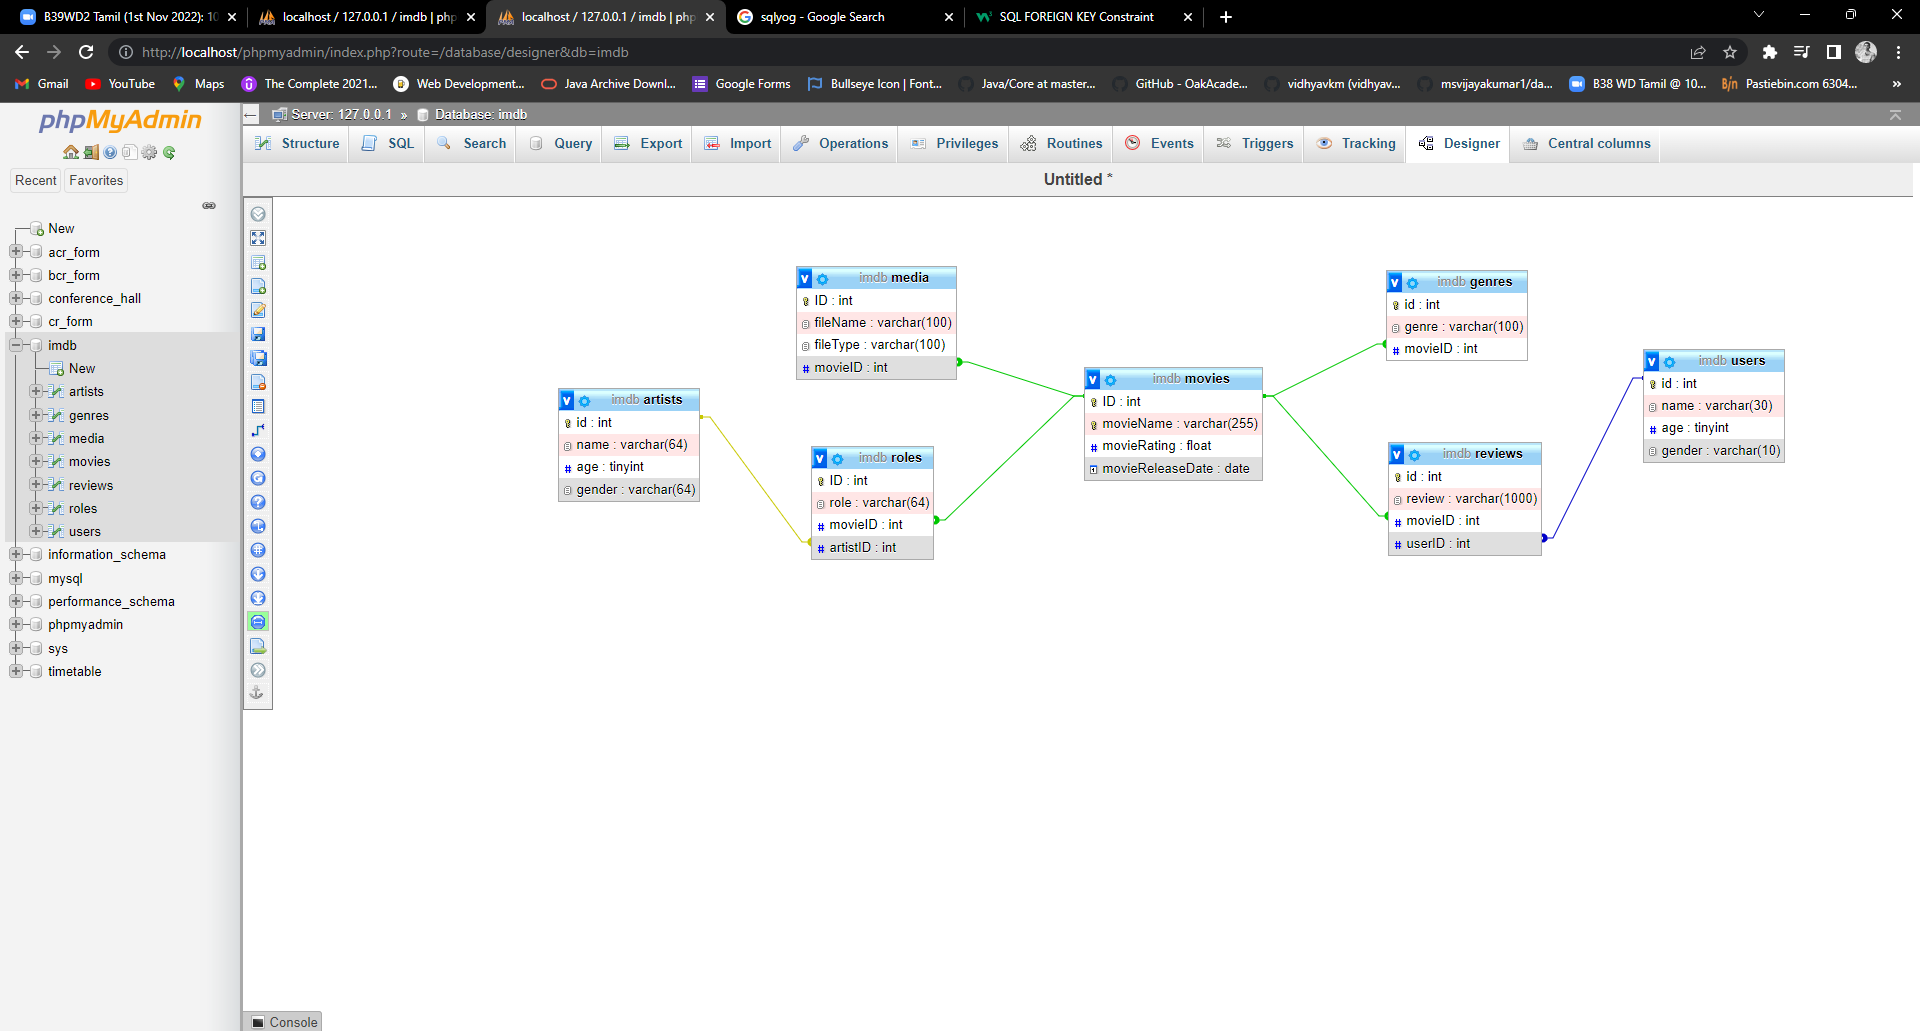 B39WD2 Tamil (1st Nov 2022): 10
localhost / 127.0.0.1 / imdb | php
localhost / 127.0.0.1 / imdb | php
sqlyog - Google Search
SQL FOREIGN KEY Constraint
http://localhost/phpmyadmin/index.php?route=/database/designer&db=imdb
Gmail
YouTube
Maps
The Complete 2021...
Web Development...
Java Archive Downl...
Google Forms
Bullseye Icon | Font...
Java/Core at master...
GitHub - OakAcade...
vidhyavkm (vidhyav...
msvijayakumar1/da...
B38 WD Tamil @ 10...
Pastiebin.com 6304...
»
phpMyAdmin
Recent
Favorites
New
acr_form
bcr_form
conference_hall
cr_form
imdb
New
artists
genres
media
movies
reviews
roles
users
information_schema
mysql
performance_schema
phpmyadmin
sys
timetable
Server: 127.0.0.1 » Database: imdb
Structure
SQL
Search
Query
Export
Import
Operations
Privileges
Routines
Events
Triggers
Tracking
Designer
Central columns
Untitled *
v imdb media
ID : int
fileName : varchar(100)
fileType : varchar(100)
# movieID : int
v imdb artists
id : int
name : varchar(64)
# age : tinyint
gender : varchar(64)
v imdb roles
ID : int
role : varchar(64)
# movieID : int
# artistID : int
v imdb movies
ID : int
movieName : varchar(255)
# movieRating : float
movieReleaseDate : date
v imdb genres
id : int
genre : varchar(100)
# movieID : int
v imdb reviews
id : int
review : varchar(1000)
# movieID : int
# userID : int
v imdb users
id : int
name : varchar(30)
# age : tinyint
gender : varchar(10)
Console